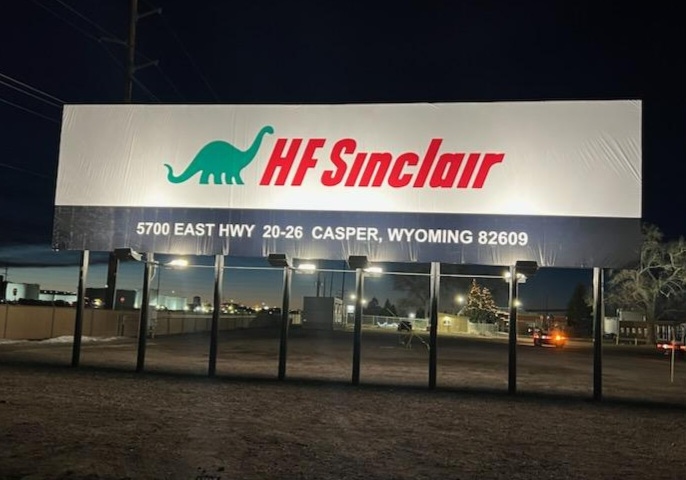 HF Sinclair
5700 EAST HWY 20-26 CASPER, WYOMING 82609